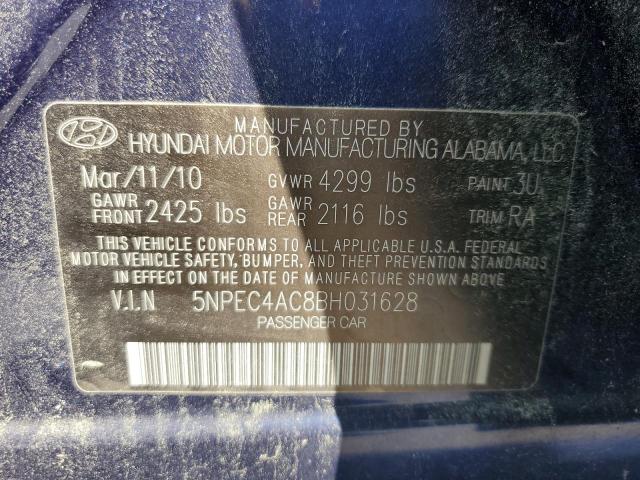 MANUFACTURED BY
HYUNDAI MOTOR MANUFACTURING ALABAMA, LLC
Mar/11/10 GVWR 4299 lbs PAINT 3U
GAWR FRONT 2425 lbs GAWR REAR 2116 lbs TRIM RA
THIS VEHICLE CONFORMS TO ALL APPLICABLE U.S.A. FEDERAL
MOTOR VEHICLE SAFETY, BUMPER, AND THEFT PREVENTION STANDARDS
IN EFFECT ON THE DATE OF MANUFACTURE SHOWN ABOVE
V.I.N 5NPEC4AC8BH031628
PASSENGER CAR